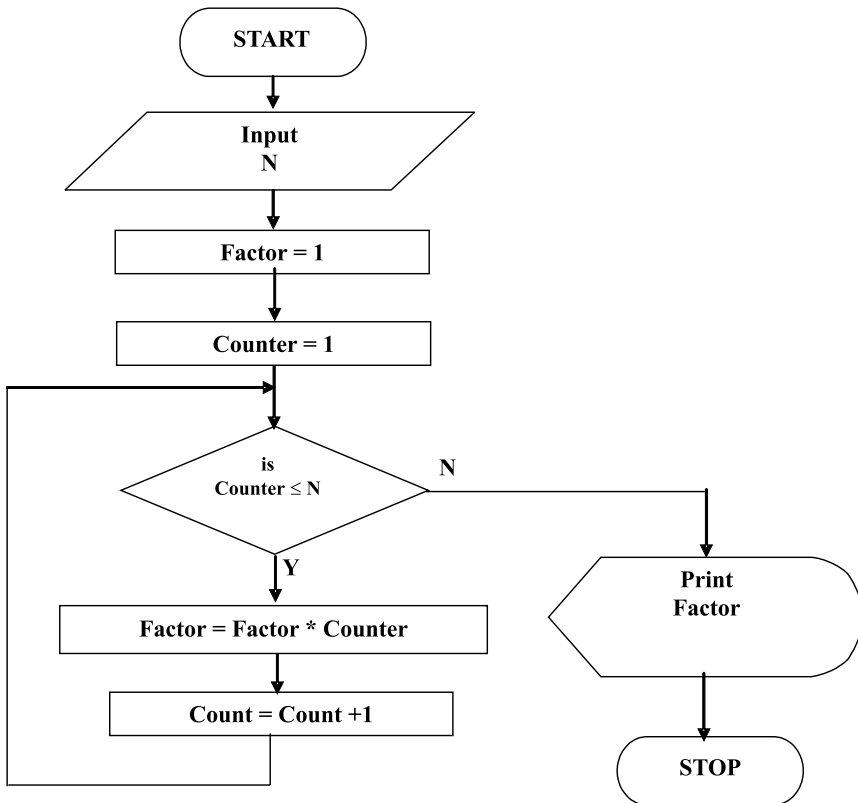 START
Input
N
Factor = 1
Counter = 1
is
Counter ≤ N
N
Y
Factor = Factor * Counter
Count = Count +1
Print
Factor
STOP